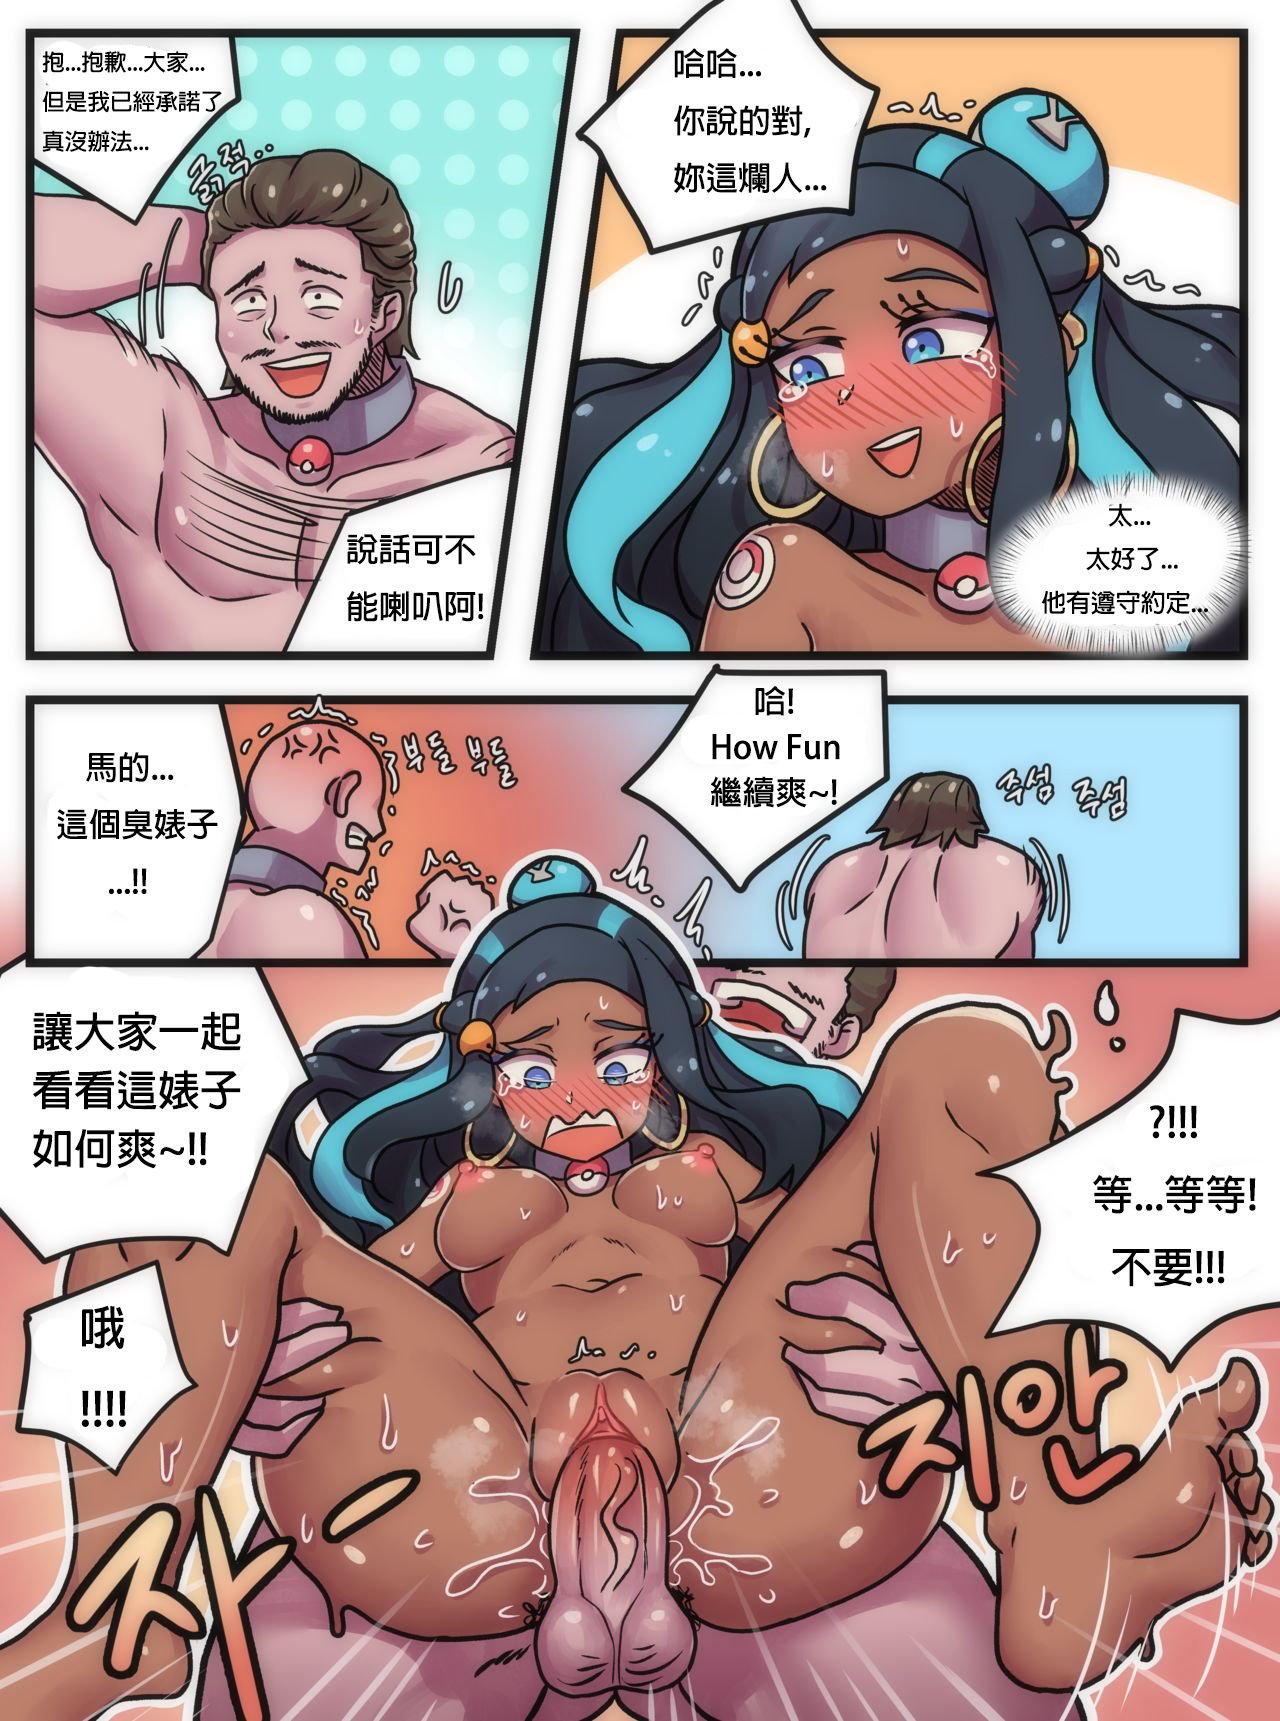 抱...抱歉...大家...
但是我已經承諾了
真沒辦法...
긁적..
說話可不
能喇叭阿!
哈哈...
你說的對,
妳這爛人...
太...
太好了...
他有遵守約定...
馬的...
這個臭婊子
...!!
부들 부들
哈!
How Fun
繼續爽~!
주섬 주섬
讓大家一起
看看這婊子
如何爽~!!
?!!!
等...等等!
不要!!!
哦
!!!!
자ー지안